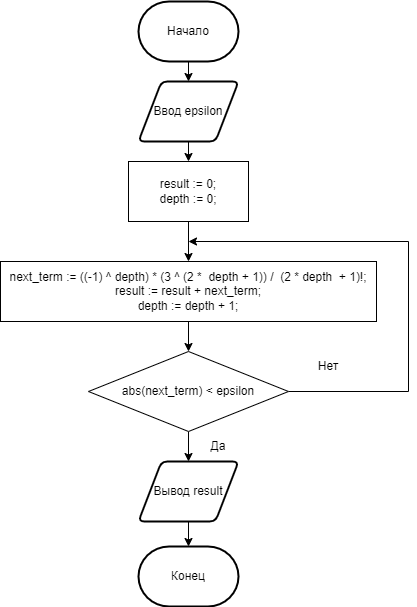 Начало
Ввод epsilon
result := 0;
depth := 0;
next_term := ((-1) ^ depth) * (3 ^ (2 * depth + 1)) / (2 * depth + 1)!;
result := result + next_term;
depth := depth + 1;
Нет
abs(next_term) < epsilon
Да
Вывод result
Конец